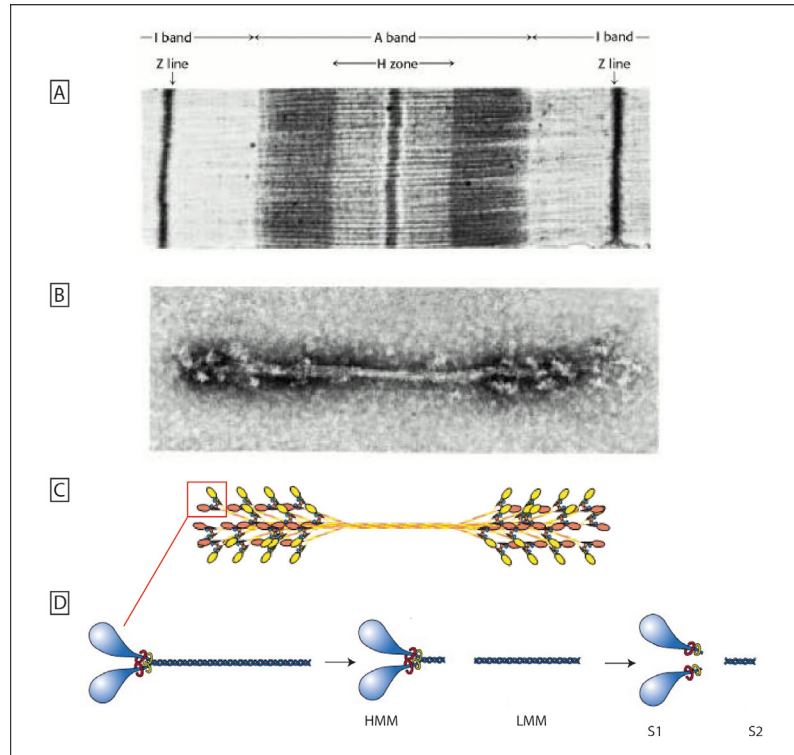 I band A band I band
Z line H zone Z line
A
B
C
D
HMM LMM S1 S2